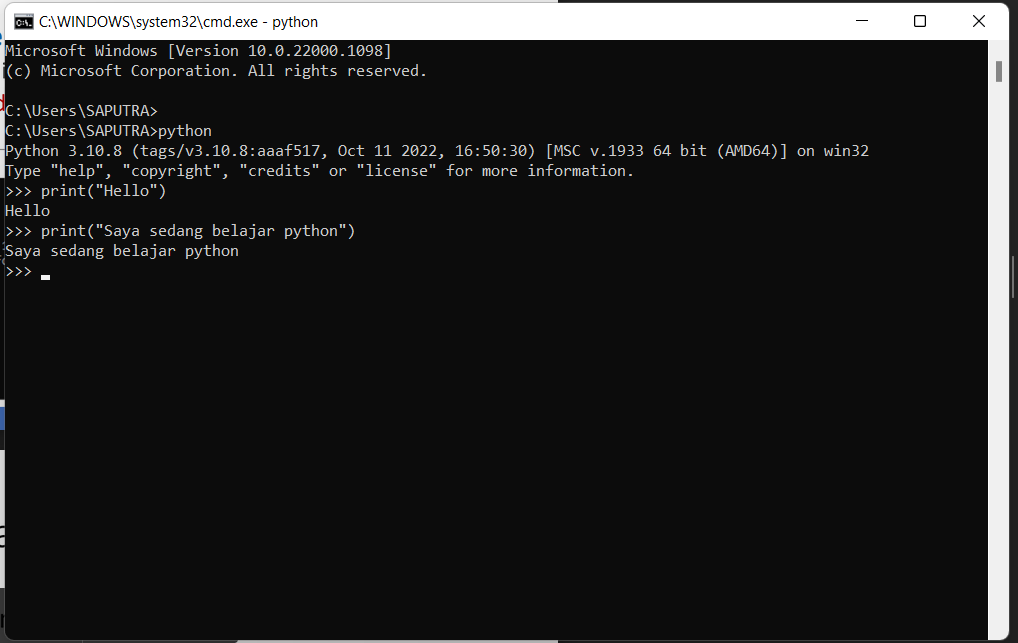 C:\WINDOWS\system32\cmd.exe - python
Microsoft Windows [Version 10.0.22000.1098]
(c) Microsoft Corporation. All rights reserved.
C:\Users\SAPUTRA>
C:\Users\SAPUTRA>python
Python 3.10.8 (tags/v3.10.8:aaaf517, Oct 11 2022, 16:50:30) [MSC v.1933 64 bit (AMD64)] on win32
Type "help", "copyright", "credits" or "license" for more information.
>>> print("Hello")
Hello
>>> print("Saya sedang belajar python")
Saya sedang belajar python
>>>